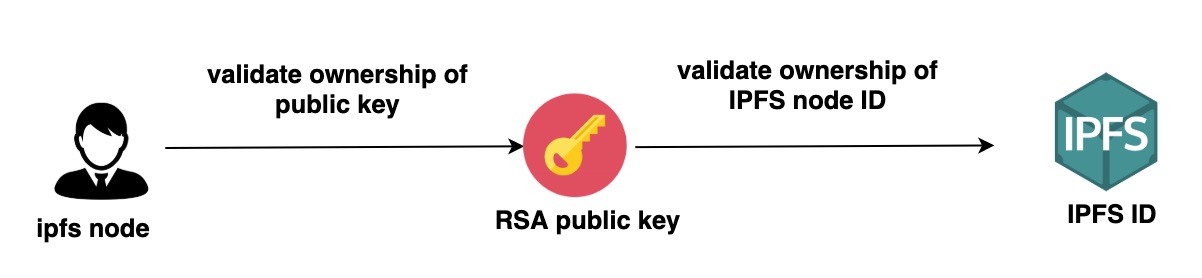 validate ownership of
public key
validate ownership of
IPFS node ID
IPFS
ipfs node
RSA public key
IPFS ID